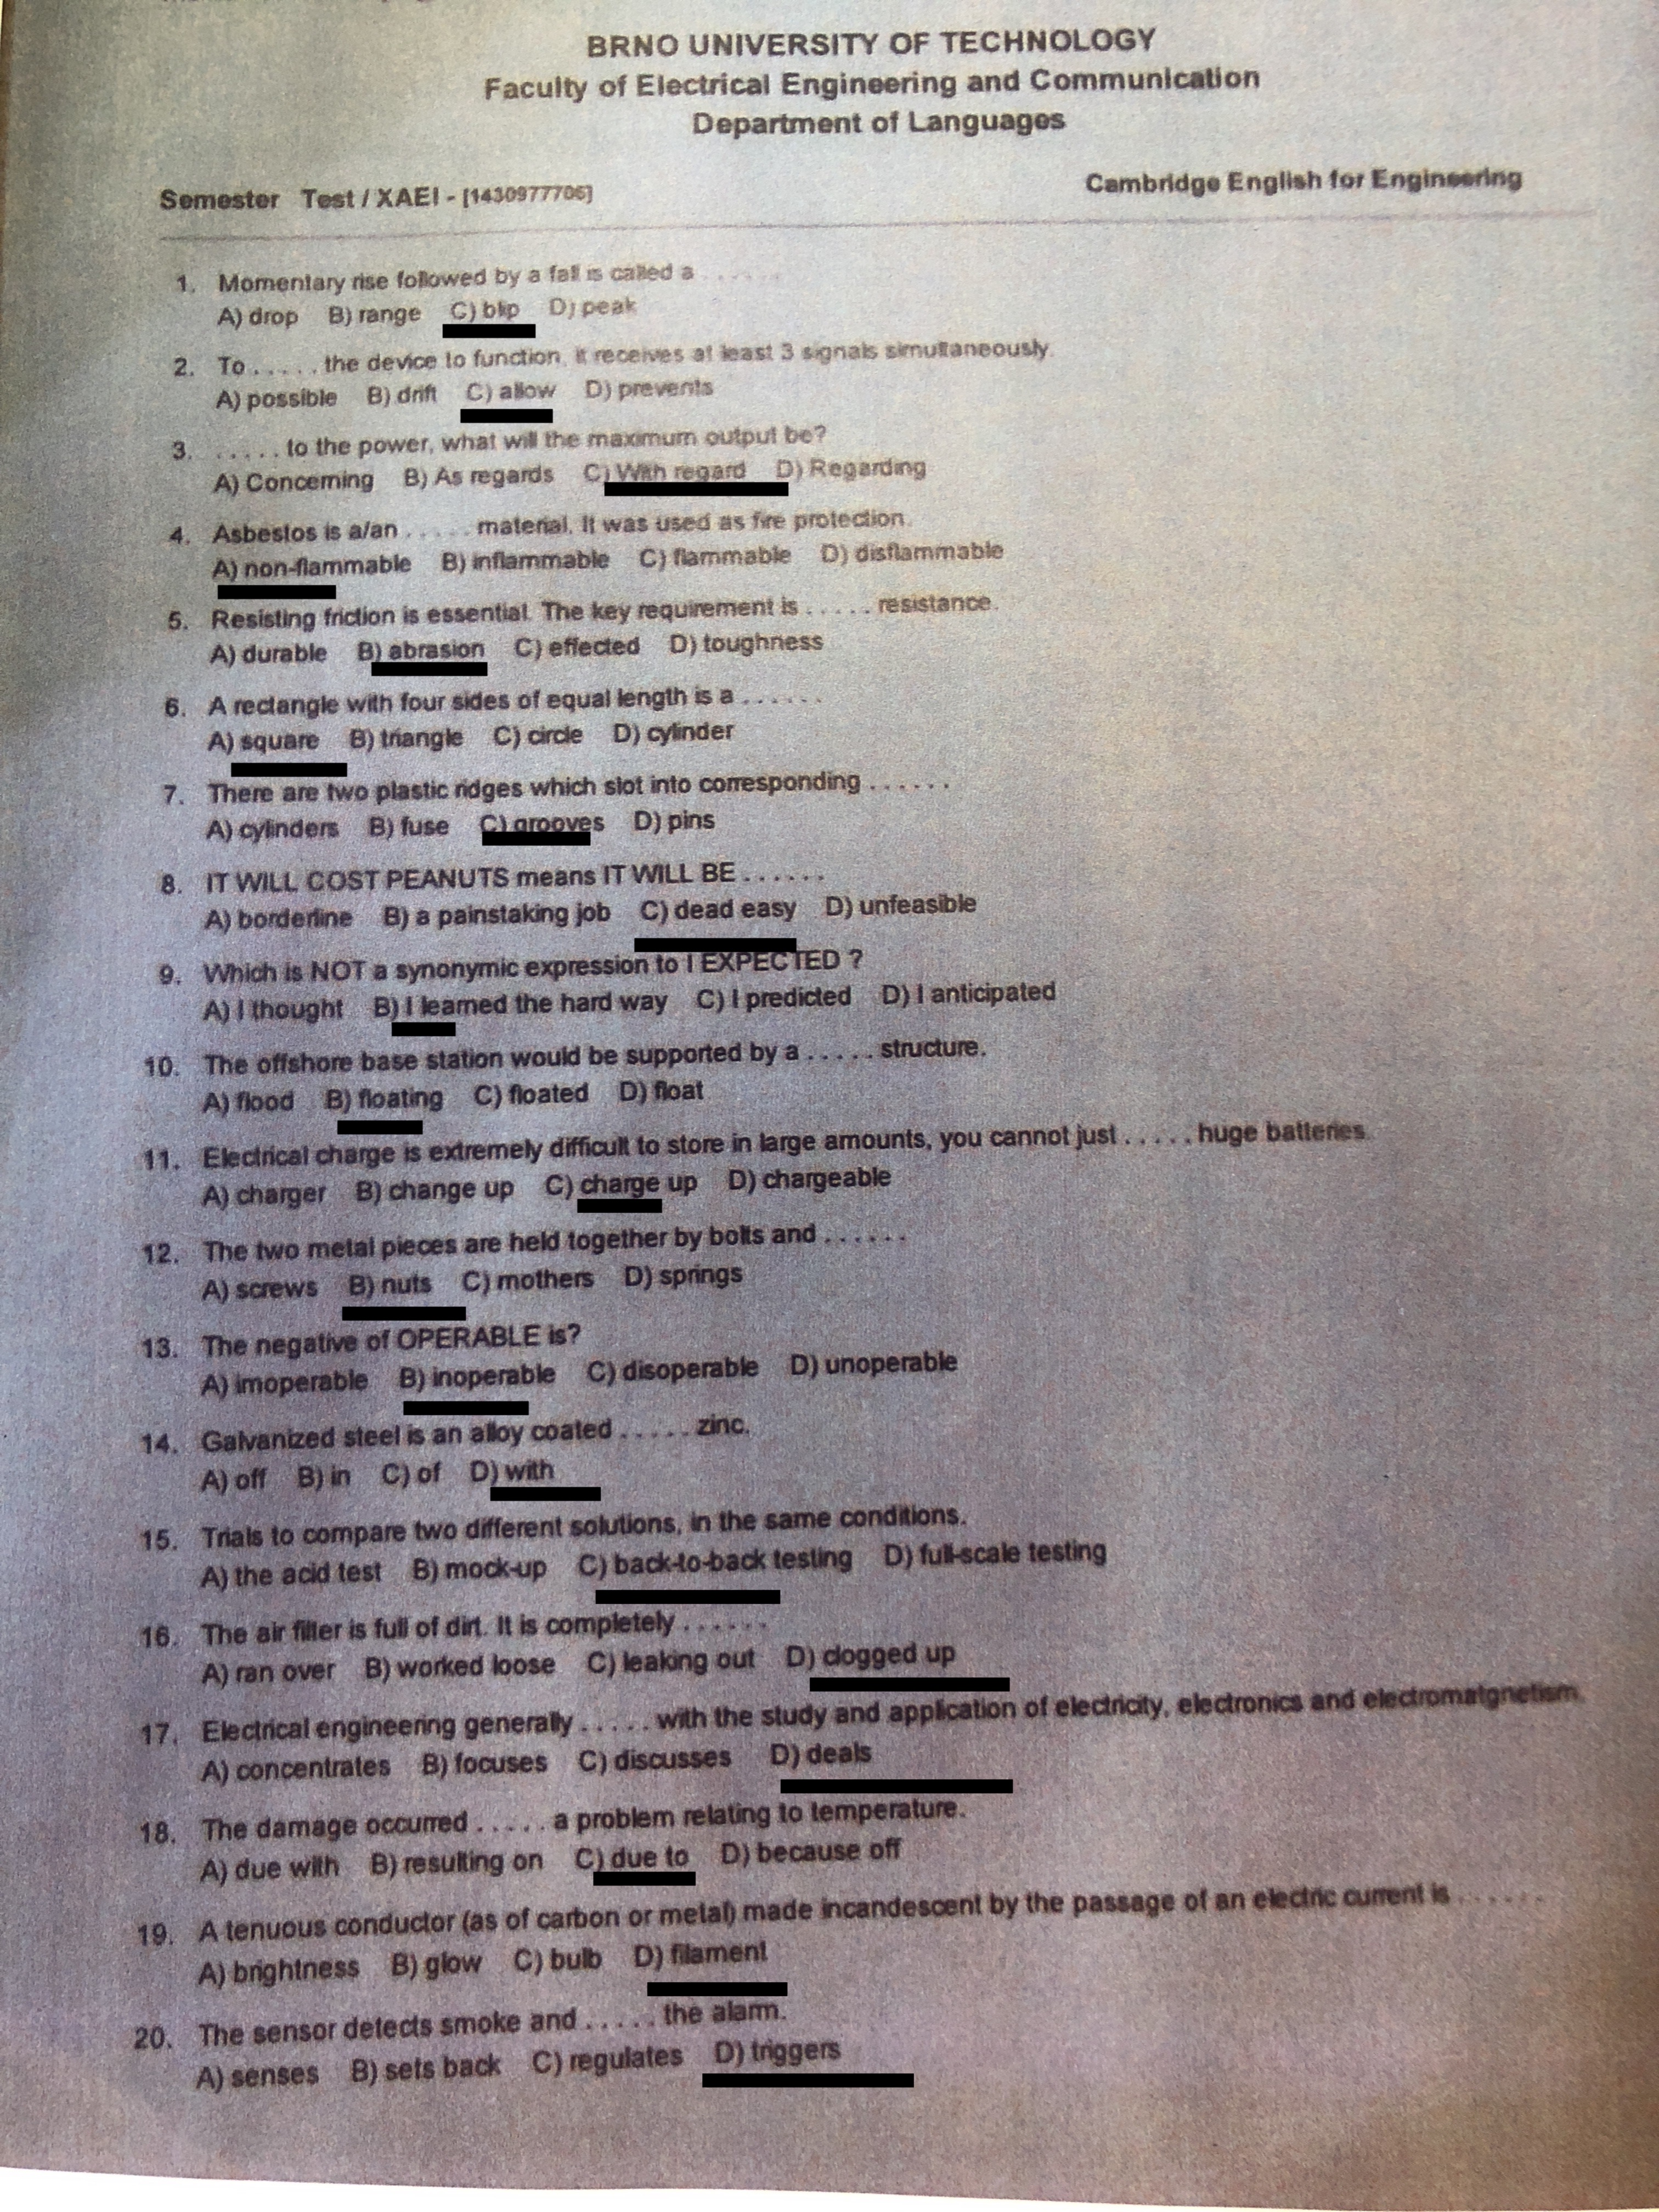 BRNO UNIVERSITY OF TECHNOLOGY
Faculty of Electrical Engineering and Communication
Department of Languages
Semester Test / XAEI - [1430977706]
Cambridge English for Engineering
1. Momentary rise followed by a fall is called a . . . . . .
A) drop B) range C) blip D) peak
2. To . . . . . the device to function, it receives at least 3 signals simultaneously.
A) possible B) drift C) allow D) prevents
3. . . . . . to the power, what will the maximum output be?
A) Concerning B) As regards C) With regard D) Regarding
4. Asbestos is a/an . . . . . material. It was used as fire protection.
A) non-flammable B) inflammable C) flammable D) disflammable
5. Resisting friction is essential. The key requirement is . . . . . resistance.
A) durable B) abrasion C) effected D) toughness
6. A rectangle with four sides of equal length is a . . . . . .
A) square B) triangle C) circle D) cylinder
7. There are two plastic ridges which slot into corresponding . . . . . .
A) cylinders B) fuse C) grooves D) pins
8. IT WILL COST PEANUTS means IT WILL BE . . . . . .
A) borderline B) a painstaking job C) dead easy D) unfeasible
9. Which is NOT a synonymic expression to I EXPECTED ?
A) I thought B) I learned the hard way C) I predicted D) I anticipated
10. The offshore base station would be supported by a . . . . . structure.
A) flood B) floating C) floated D) float
11. Electrical charge is extremely difficult to store in large amounts, you cannot just . . . . . huge batteries.
A) charger B) change up C) charge up D) chargeable
12. The two metal pieces are held together by bolts and . . . . . .
A) screws B) nuts C) mothers D) springs
13. The negative of OPERABLE is?
A) imoperable B) inoperable C) disoperable D) unoperable
14. Galvanized steel is an alloy coated . . . . . zinc.
A) off B) in C) of D) with
15. Trials to compare two different solutions, in the same conditions.
A) the acid test B) mock-up C) back-to-back testing D) full-scale testing
16. The air filter is full of dirt. It is completely . . . . . .
A) ran over B) worked loose C) leaking out D) clogged up
17. Electrical engineering generally . . . . . with the study and application of electricity, electronics and electromatgnetism.
A) concentrates B) focuses C) discusses D) deals
18. The damage occurred . . . . . a problem relating to temperature.
A) due with B) resulting on C) due to D) because off
19. A tenuous conductor (as of carbon or metal) made incandescent by the passage of an electric current is . . . . . .
A) brightness B) glow C) bulb D) filament
20. The sensor detects smoke and . . . . . the alarm.
A) senses B) sets back C) regulates D) triggers